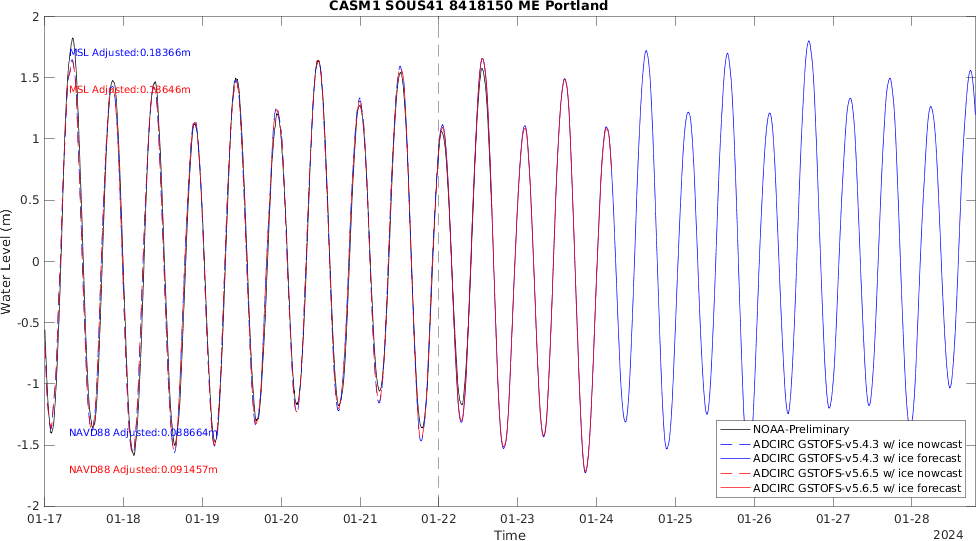 CASM1 SOUS41 8418150 ME Portland
2
1.5
1
0.5
0
-0.5
-1
-1.5
-2
Water Level (m)
MSL Adjusted:0.18366m
MSL Adjusted:0.18646m
NAVD88 Adjusted:0.088664m
NAVD88 Adjusted:0.091457m
NOAA-Preliminary
ADCIRC GSTOFS-v5.4.3 w/ ice nowcast
ADCIRC GSTOFS-v5.4.3 w/ ice forecast
ADCIRC GSTOFS-v5.6.5 w/ ice nowcast
ADCIRC GSTOFS-v5.6.5 w/ ice forecast
01-17 01-18 01-19 01-20 01-21 01-22 01-23 01-24 01-25 01-26 01-27 01-28
Time
2024